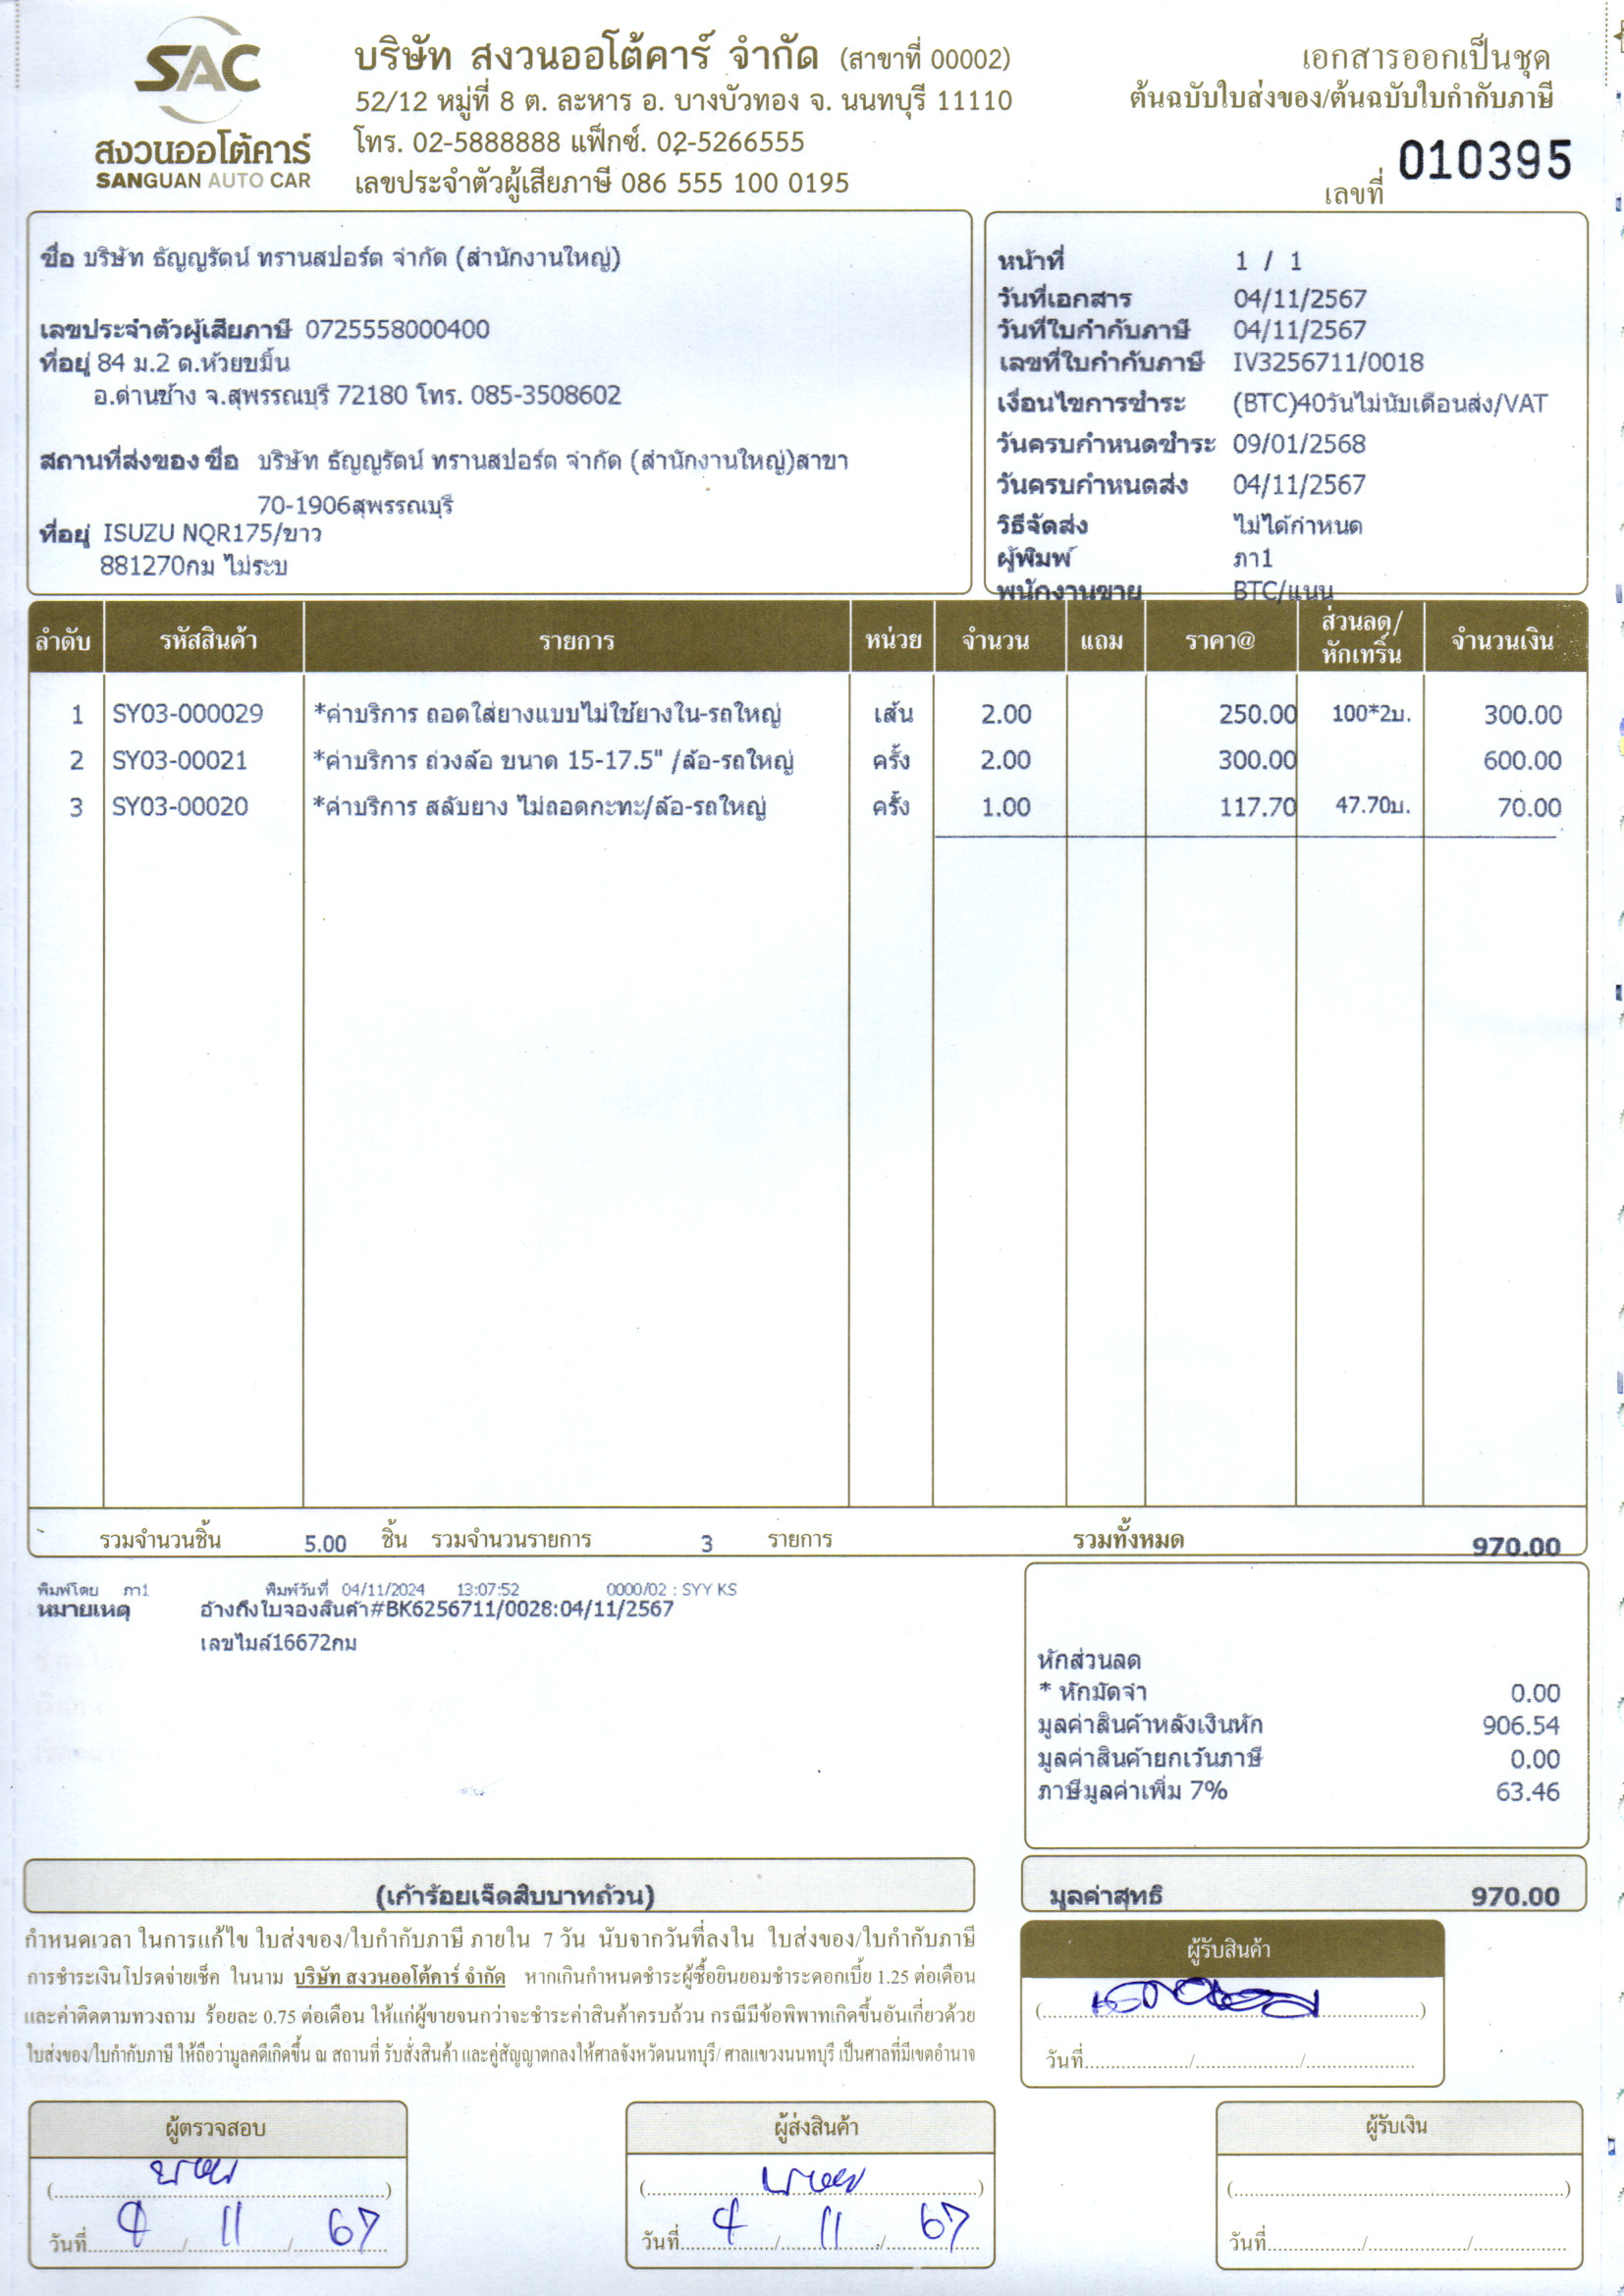 SAC
สงวนออโต้คาร์
SANGUAN AUTO CAR
บริษัท สงวนออโต้คาร์ จำกัด (สาขาที่ 00002)
52/12 หมู่ที่ 8 ต. ละหาร อ. บางบัวทอง จ. นนทบุรี 11110
โทร. 02-5888888 แฟ็กซ์. 02-5266555
เลขประจำตัวผู้เสียภาษี 086 555 100 0195
เอกสารออกเป็นชุด
ต้นฉบับใบส่งของ/ต้นฉบับใบกำกับภาษี
เลขที่ 010395
ชื่อ บริษัท ธัญญรัตน์ ทรานสปอร์ต จำกัด (สำนักงานใหญ่)
เลขประจำตัวผู้เสียภาษี 0725558000400
ที่อยู่ 84 ม.2 ต.ห้วยขมิ้น
อ.ด่านช้าง จ.สุพรรณบุรี 72180 โทร. 085-3508602
สถานที่ส่งของ ชื่อ บริษัท ธัญญรัตน์ ทรานสปอร์ต จำกัด (สำนักงานใหญ่)สาขา
70-1906สุพรรณบุรี
ที่อยู่ ISUZU NQR175/ขาว
881270กม ไม่ระบ
หน้าที่ 1 / 1
วันที่เอกสาร 04/11/2567
วันที่ใบกำกับภาษี 04/11/2567
เลขที่ใบกำกับภาษี IV3256711/0018
เงื่อนไขการชำระ (BTC)40วันไม่นับเดือนส่ง/VAT
วันครบกำหนดชำระ 09/01/2568
วันครบกำหนดส่ง 04/11/2567
วิธีจัดส่ง ไม่ได้กำหนด
ผู้พิมพ์ ภา1
พนักงานขาย BTC/แนน
ลำดับ รหัสสินค้า รายการ หน่วย จำนวน แถม ราคา@ ส่วนลด/หักเทริ์น จำนวนเงิน
1 SY03-000029 *ค่าบริการ ถอดใส่ยางแบบไม่ใช้ยางใน-รถใหญ่ เส้น 2.00 250.00 100*2บ. 300.00
2 SY03-00021 *ค่าบริการ ถ่วงล้อ ขนาด 15-17.5" /ล้อ-รถใหญ่ ครั้ง 2.00 300.00 600.00
3 SY03-00020 *ค่าบริการ สลับยาง ไม่ถอดกะทะ/ล้อ-รถใหญ่ ครั้ง 1.00 117.70 47.70บ. 70.00
รวมจำนวนชิ้น 5.00 ชิ้น รวมจำนวนรายการ 3 รายการ รวมทั้งหมด 970.00
พิมพ์โดย ภา1 พิมพ์วันที่ 04/11/2024 13:07:52 0000/02 : SYY KS
หมายเหตุ อ้างถึงใบจองสินค้า#BK6256711/0028:04/11/2567
เลขไมล์16672กม
หักส่วนลด
* หักมัดจำ 0.00
มูลค่าสินค้าหลังเงินหัก 906.54
มูลค่าสินค้ายกเว้นภาษี 0.00
ภาษีมูลค่าเพิ่ม 7% 63.46
(เก้าร้อยเจ็ดสิบบาทถ้วน)
มูลค่าสุทธิ 970.00
กำหนดเวลา ในการแก้ไข ใบส่งของ/ใบกำกับภาษี ภายใน 7 วัน นับจากวันที่ลงใน ใบส่งของ/ใบกำกับภาษี
การชำระเงินโปรดจ่ายเช็ค ในนาม บริษัท สงวนออโต้คาร์ จำกัด หากเกินกำหนดชำระผู้ซื้อยินยอมชำระดอกเบี้ย 1.25 ต่อเดือน
และค่าติดตามทวงถาม ร้อยละ 0.75 ต่อเดือน ให้แก่ผู้ขายจนกว่าจะชำระค่าสินค้าครบถ้วน กรณีมีข้อพิพาทเกิดขึ้นอันเกี่ยวด้วย
ใบส่งของ/ใบกำกับภาษี ให้ถือว่ามูลคดีเกิดขึ้น ณ สถานที่ รับสั่งสินค้า และคู่สัญญาตกลงให้ศาลจังหวัดนนทบุรี/ ศาลแขวงนนทบุรี เป็นศาลที่มีเขตอำนาจ
ผู้รับสินค้า
วันที่ / /
ผู้ตรวจสอบ
วันที่ 4 / 11 / 67
ผู้ส่งสินค้า
วันที่ 4 / 11 / 67
ผู้รับเงิน
วันที่ / /